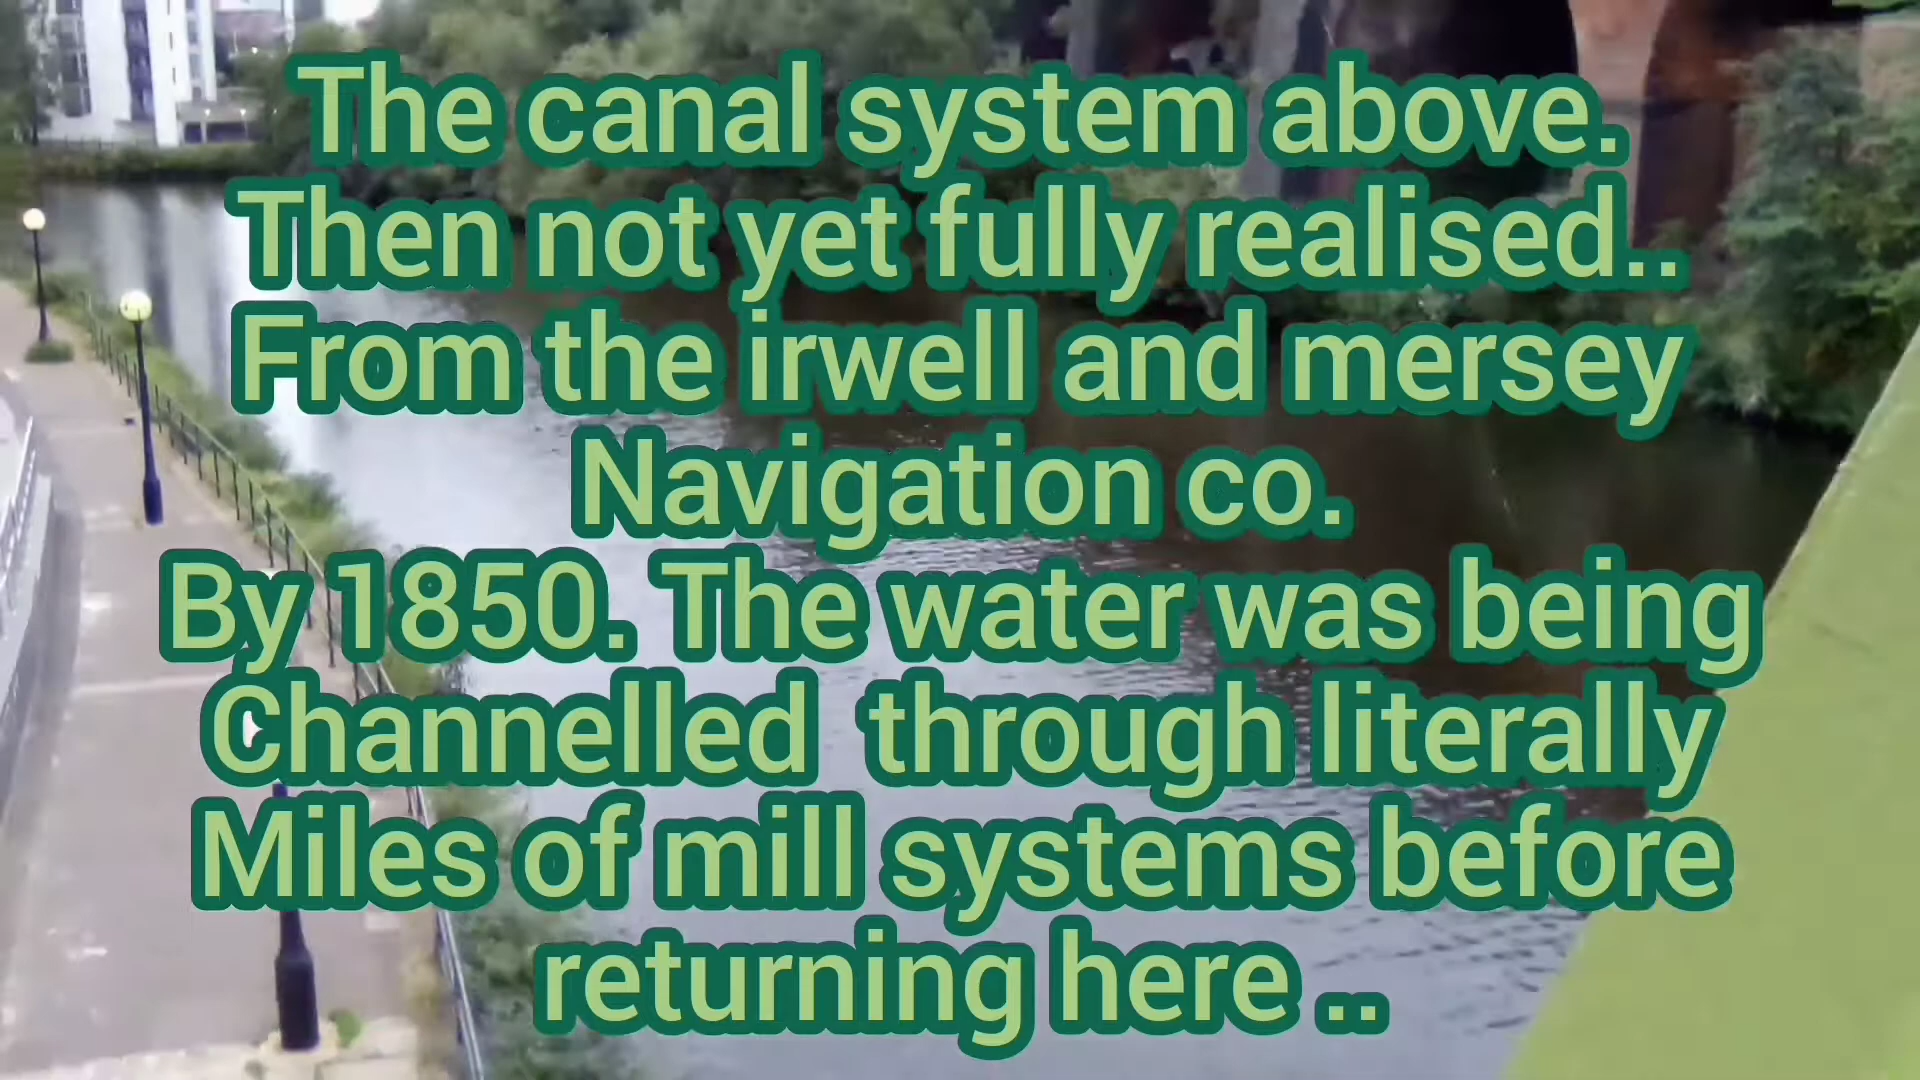 The canal system above.
Then not yet fully realised..
From the irwell and mersey
Navigation co.
By 1850. The water was being
Channelled  through literally
Miles of mill systems before
returning here ..